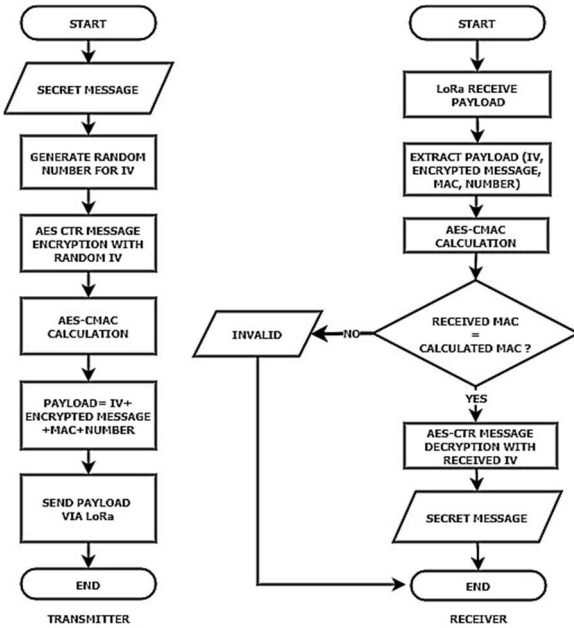 START
SECRET MESSAGE
GENERATE RANDOM
NUMBER FOR IV
AES CTR MESSAGE
ENCRYPTION WITH
RANDOM IV
AES-CMAC
CALCULATION
PAYLOAD= IV+
ENCRYPTED MESSAGE
+MAC+NUMBER
SEND PAYLOAD
VIA LoRa
END
TRANSMITTER
START
LoRa RECEIVE
PAYLOAD
EXTRACT PAYLOAD (IV,
ENCRYPTED MESSAGE,
MAC, NUMBER)
AES-CMAC
CALCULATION
RECEIVED MAC
=
CALCULATED MAC ?
NO
INVALID
YES
AES-CTR MESSAGE
DECRYPTION WITH
RECEIVED IV
SECRET MESSAGE
END
RECEIVER